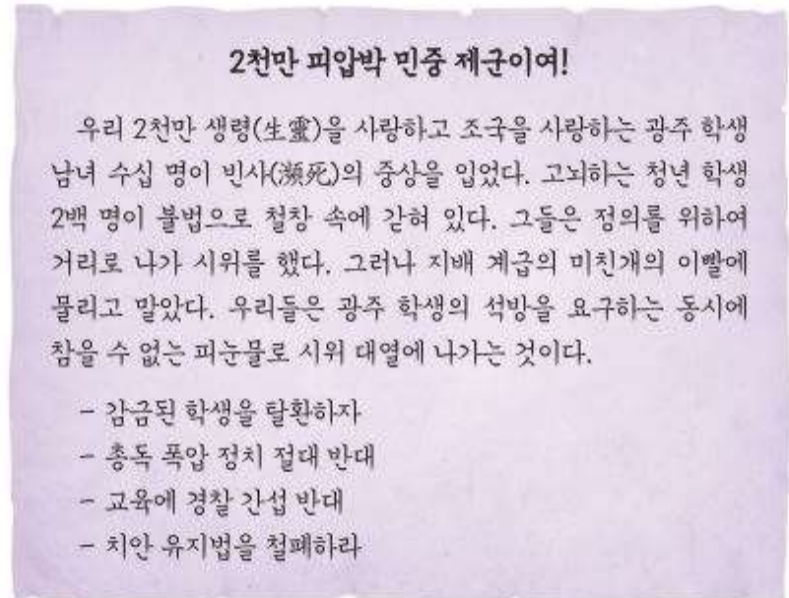 2천만 피압박 민중 제군이여!
우리 2천만 생령(生靈)을 사랑하고 조국을 사랑하는 광주 학생
남녀 수십 명이 빈사(瀕死)의 중상을 입었다. 고뇌하는 청년 학생
2백 명이 불법으로 철창 속에 갇혀 있다. 그들은 정의를 위하여
거리로 나가 시위를 했다. 그러나 지배 계급의 미친개의 이빨에
물리고 말았다. 우리들은 광주 학생의 석방을 요구하는 동시에
참을 수 없는 피눈물로 시위 대열에 나가는 것이다.
- 감금된 학생을 탈환하자
- 총독 폭압 정치 절대 반대
- 교육에 경찰 간섭 반대
- 치안 유지법을 철폐하라